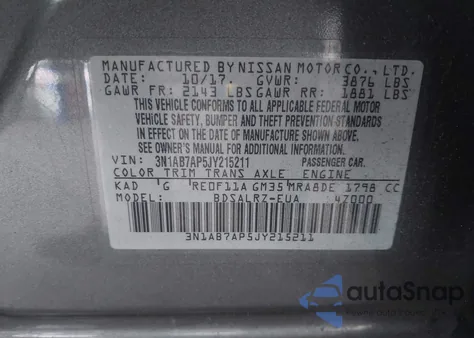 MANUFACTURED BY NISSAN MOTOR CO., LTD.
DATE: 10/17 GVWR: 3876 LBS
GAWR FR: 2143 LBS GAWR RR: 1881 LBS
THIS VEHICLE CONFORMS TO ALL APPLICABLE FEDERAL MOTOR
VEHICLE SAFETY, BUMPER AND THEFT PREVENTION STANDARDS
IN EFFECT ON THE DATE OF MANUFACTURE SHOWN ABOVE.
SEE OWNER'S MANUAL FOR ADDITIONAL INFORMATION.
VIN: 3N1AB7AP5JY215211 PASSENGER CAR.
COLOR TRIM TRANS AXLE ENGINE
KAD G RE0F11A GM35 MRA8DE 1798 CC
MODEL: BDSALRZ-EUA 4Z000
3N1AB7AP5JY215211
autoSnap